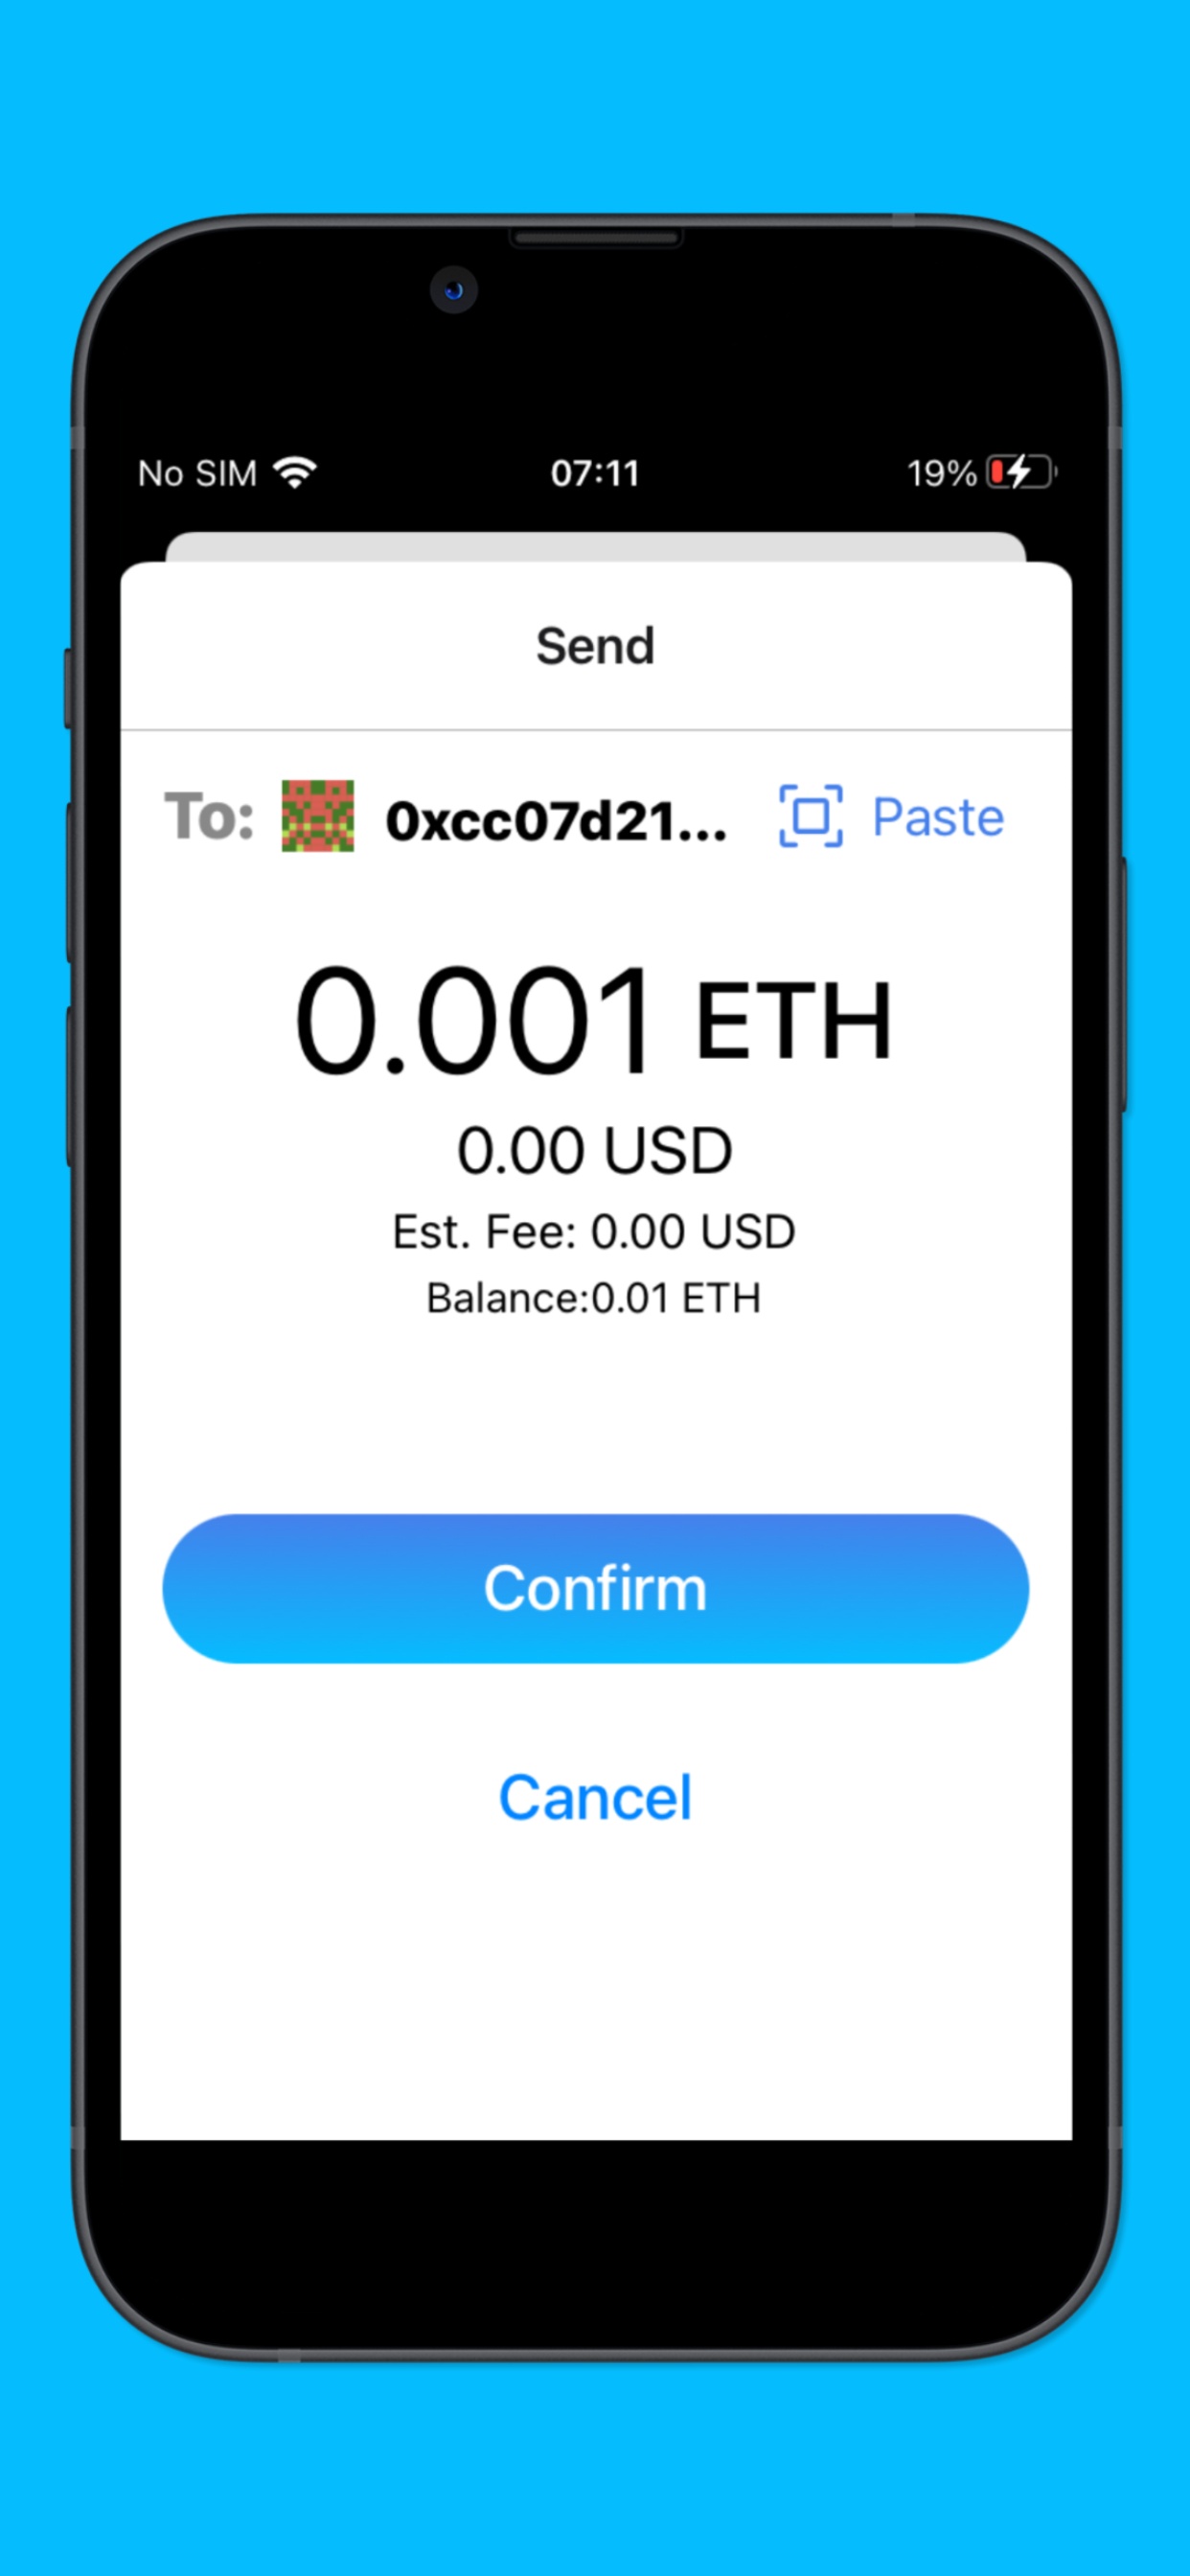 No SIM 07:11 19%
Send
To: 0xcc07d21... Paste
0.001 ETH
0.00 USD
Est. Fee: 0.00 USD
Balance:0.01 ETH
Confirm
Cancel